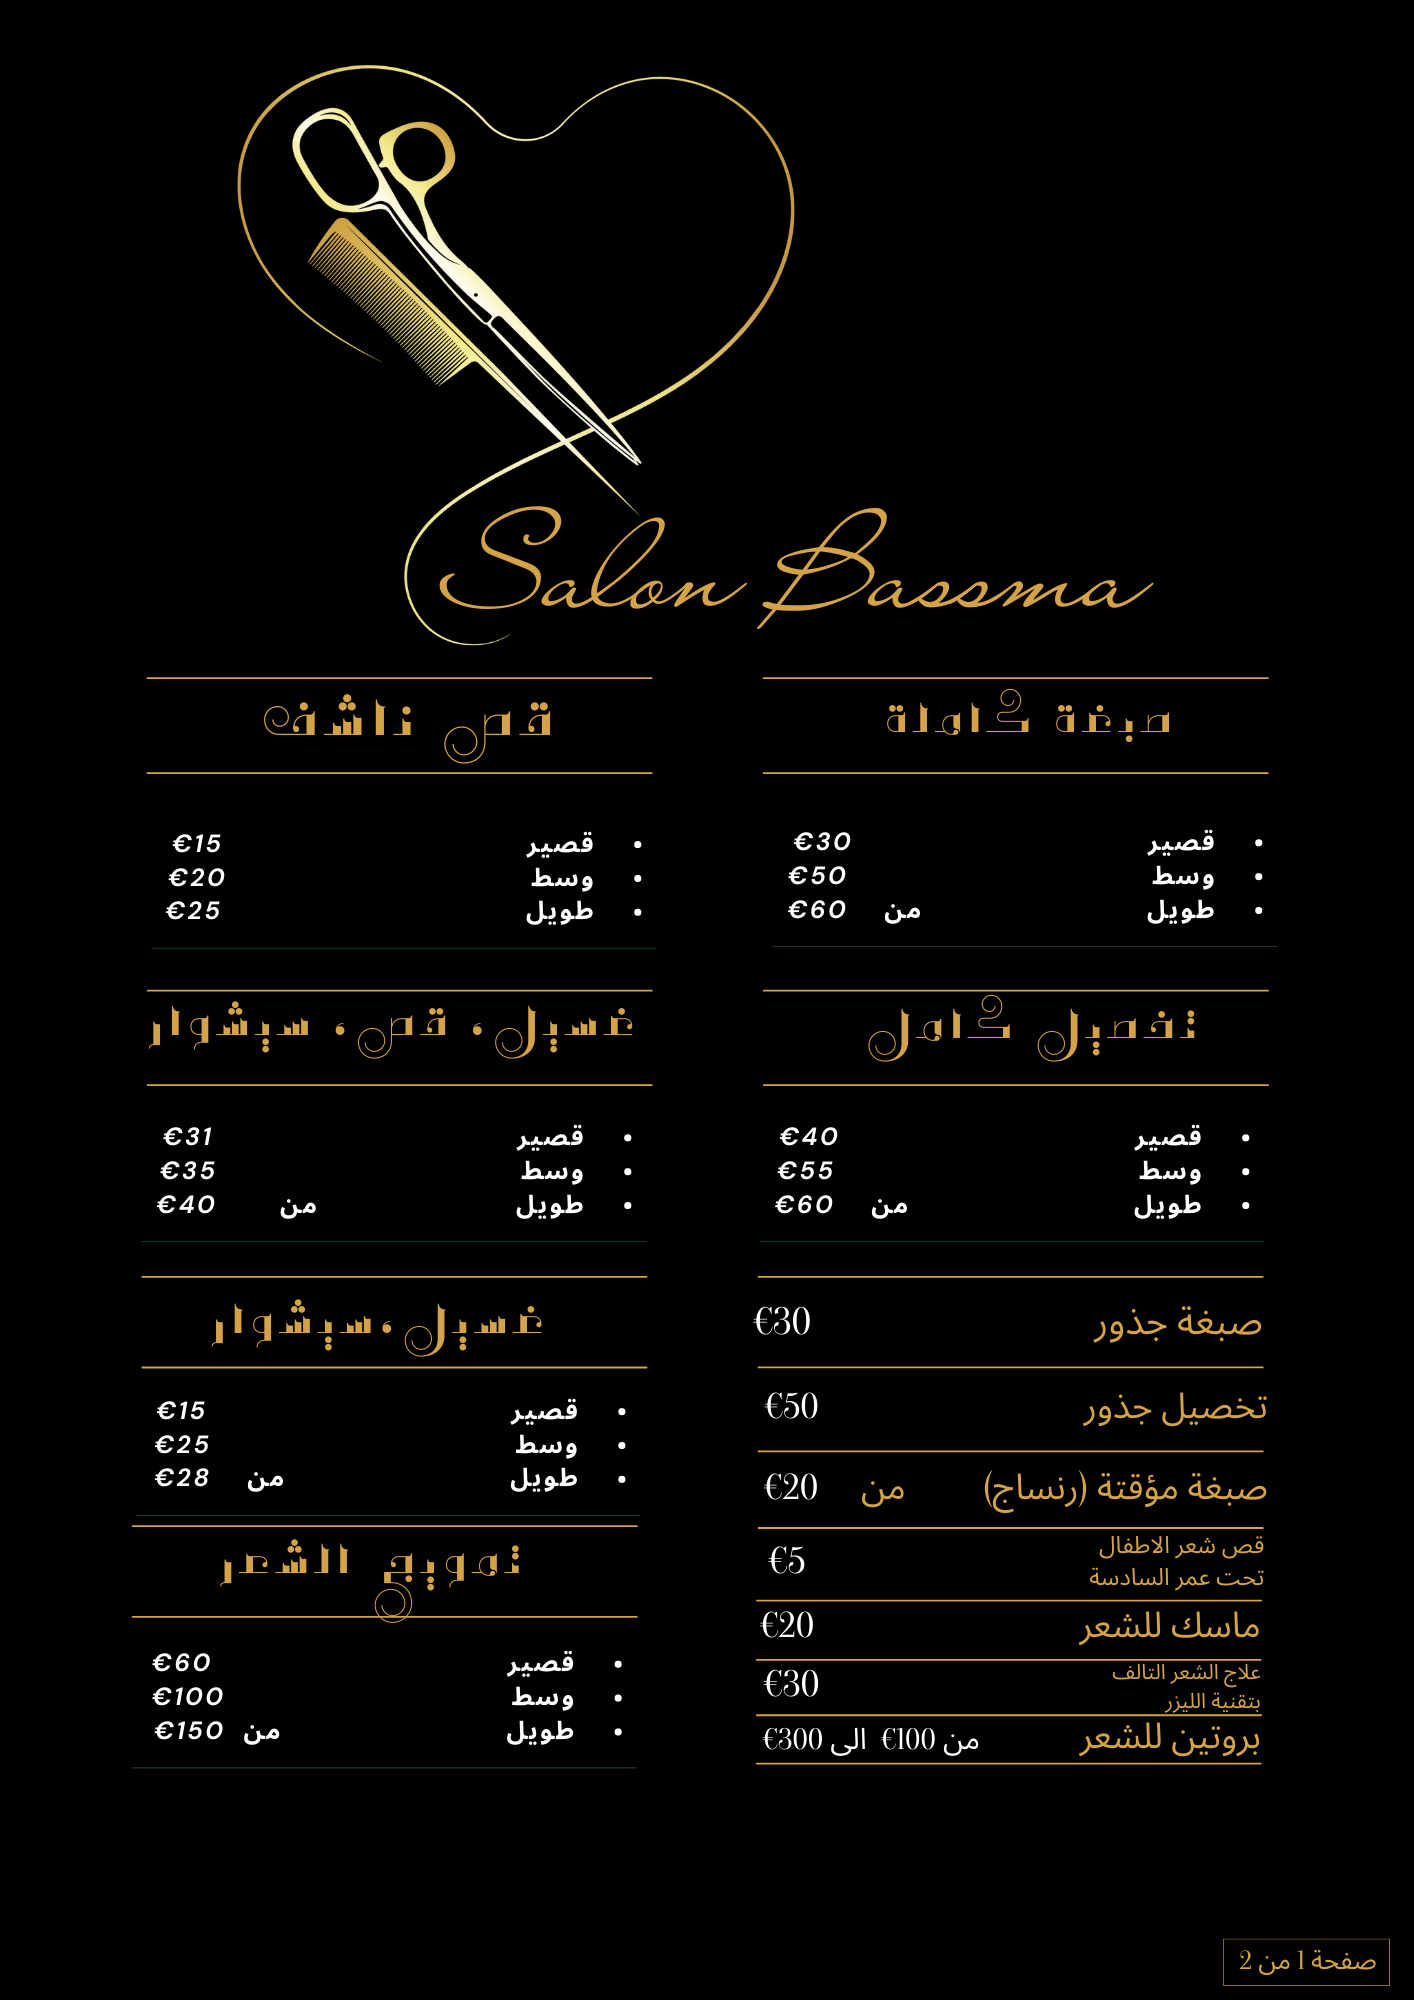 Salon Bassma
صبغة كاملة
قصير €30
وسط €50
طويل من €60
تخصيل كامل
قصير €40
وسط €55
طويل من €60
صبغة جذور €30
تخصيل جذور €50
صبغة مؤقتة (رنساج) من €20
قص شعر الاطفال
تحت عمر السادسة €5
ماسك للشعر €20
علاج الشعر التالف
بتقنية الليزر €30
بروتين للشعر من €100 الى €300
قص ناشف
قصير €15
وسط €20
طويل €25
غسيل، قص، سيشوار
قصير €31
وسط €35
طويل من €40
غسيل،سيشوار
قصير €15
وسط €25
طويل من €28
تمويج الشعر
قصير €60
وسط €100
طويل من €150
صفحة 1 من 2